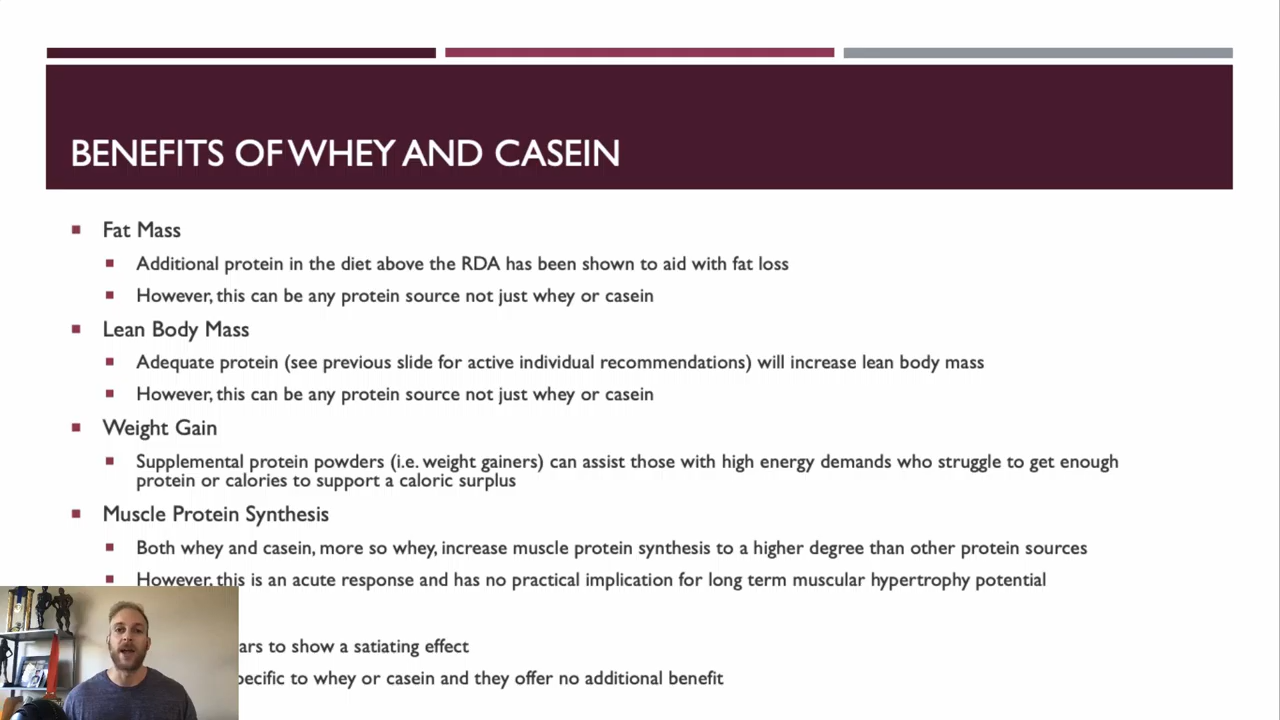 BENEFITS OF WHEY AND CASEIN
Fat Mass
Additional protein in the diet above the RDA has been shown to aid with fat loss
However, this can be any protein source not just whey or casein
Lean Body Mass
Adequate protein (see previous slide for active individual recommendations) will increase lean body mass
However, this can be any protein source not just whey or casein
Weight Gain
Supplemental protein powders (i.e. weight gainers) can assist those with high energy demands who struggle to get enough
protein or calories to support a caloric surplus
Muscle Protein Synthesis
Both whey and casein, more so whey, increase muscle protein synthesis to a higher degree than other protein sources
However, this is an acute response and has no practical implication for long term muscular hypertrophy potential
to show a satiating effect
to whey or casein and they offer no additional benefit